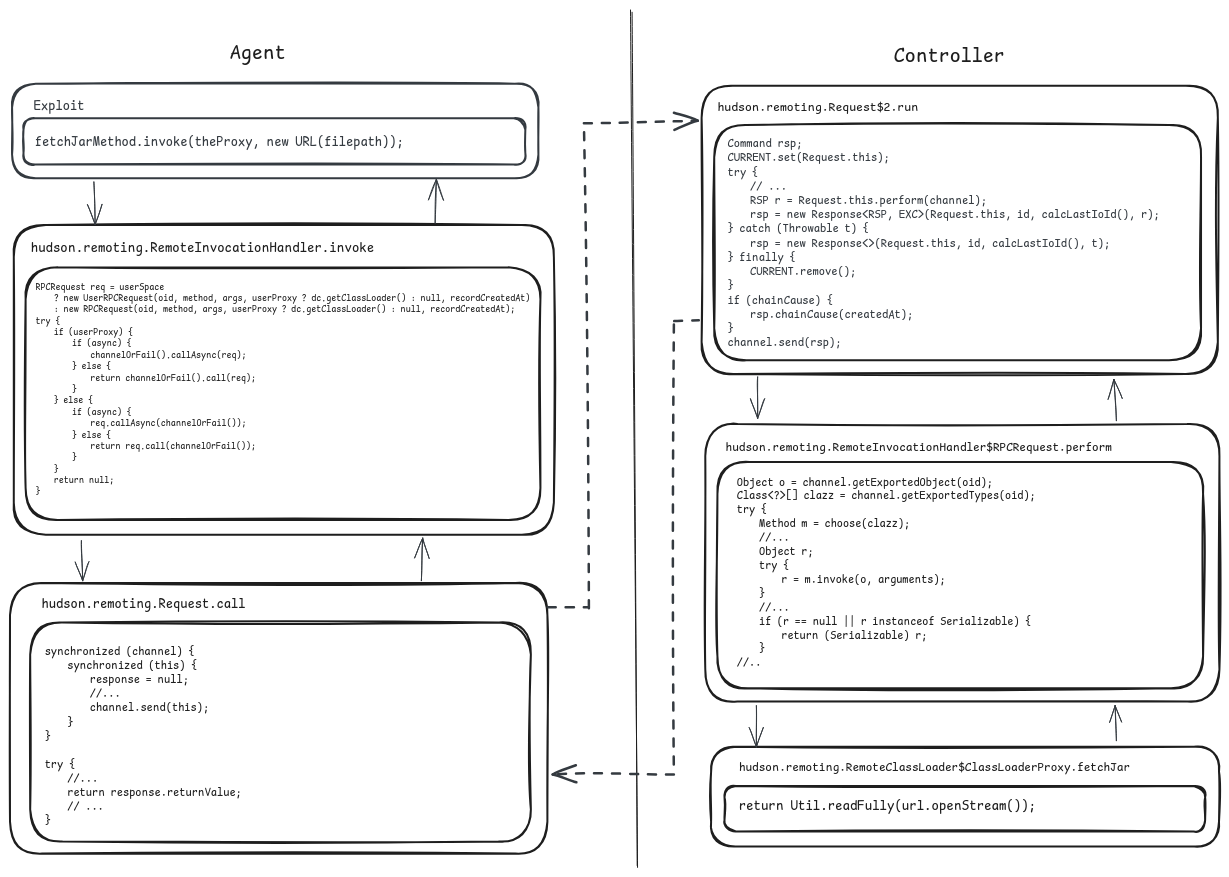 Agent
Exploit
fetchJarMethod.invoke(theProxy, new URL(filepath));
hudson.remoting.RemoteInvocationHandler.invoke
RPCRequest req = userSpace
    ? new UserRPCRequest(oid, method, args, userProxy ? dc.getClassLoader() : null, recordCreatedAt)
    : new RPCRequest(oid, method, args, userProxy ? dc.getClassLoader() : null, recordCreatedAt);
try {
    if (userProxy) {
        if (async) {
            channelOrFail().callAsync(req);
        } else {
            return channelOrFail().call(req);
        }
    } else {
        if (async) {
            req.callAsync(channelOrFail());
        } else {
            return req.call(channelOrFail());
        }
    }
    return null;
}
hudson.remoting.Request.call
synchronized (channel) {
    synchronized (this) {
        response = null;
        //...
        channel.send(this);
    }
}
try {
    //...
    return response.returnValue;
    // ...
}
Controller
hudson.remoting.Request$2.run
Command rsp;
CURRENT.set(Request.this);
try {
    // ...
    RSP r = Request.this.perform(channel);
    rsp = new Response<RSP, EXC>(Request.this, id, calcLastIoId(), r);
} catch (Throwable t) {
    rsp = new Response<>(Request.this, id, calcLastIoId(), t);
} finally {
    CURRENT.remove();
}
if (chainCause) {
    rsp.chainCause(createdAt);
}
channel.send(rsp);
hudson.remoting.RemoteInvocationHandler$RPCRequest.perform
Object o = channel.getExportedObject(oid);
Class<?>[] clazz = channel.getExportedTypes(oid);
try {
    Method m = choose(clazz);
    //...
    Object r;
    try {
        r = m.invoke(o, arguments);
    }
    //...
    if (r == null || r instanceof Serializable) {
        return (Serializable) r;
    }
//..
hudson.remoting.RemoteClassLoader$ClassLoaderProxy.fetchJar
return Util.readFully(url.openStream());